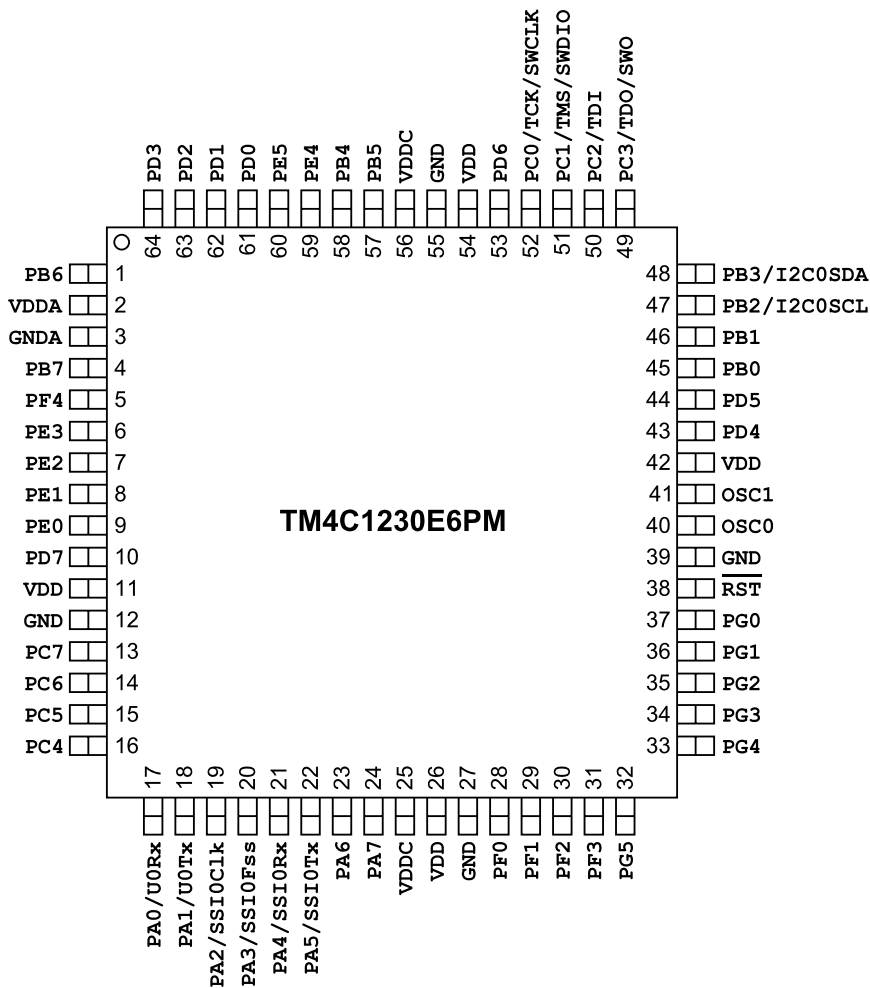 PD3
PD2
PD1
PD0
PE5
PE4
PB4
PB5
VDDC
GND
VDD
PD6
PC0/TCK/SWCLK
PC1/TMS/SWDIO
PC2/TDI
PC3/TDO/SWO
64
63
62
61
60
59
58
57
56
55
54
53
52
51
50
49
PB6 1
VDDA 2
GNDA 3
PB7 4
PF4 5
PE3 6
PE2 7
PE1 8
PE0 9
PD7 10
VDD 11
GND 12
PC7 13
PC6 14
PC5 15
PC4 16
TM4C1230E6PM
48 PB3/I2C0SDA
47 PB2/I2C0SCL
46 PB1
45 PB0
44 PD5
43 PD4
42 VDD
41 OSC1
40 OSC0
39 GND
38 RST
37 PG0
36 PG1
35 PG2
34 PG3
33 PG4
17
18
19
20
21
22
23
24
25
26
27
28
29
30
31
32
PA0/U0Rx
PA1/U0Tx
PA2/SSI0Clk
PA3/SSI0Fss
PA4/SSI0Rx
PA5/SSI0Tx
PA6
PA7
VDDC
VDD
GND
PF0
PF1
PF2
PF3
PG5